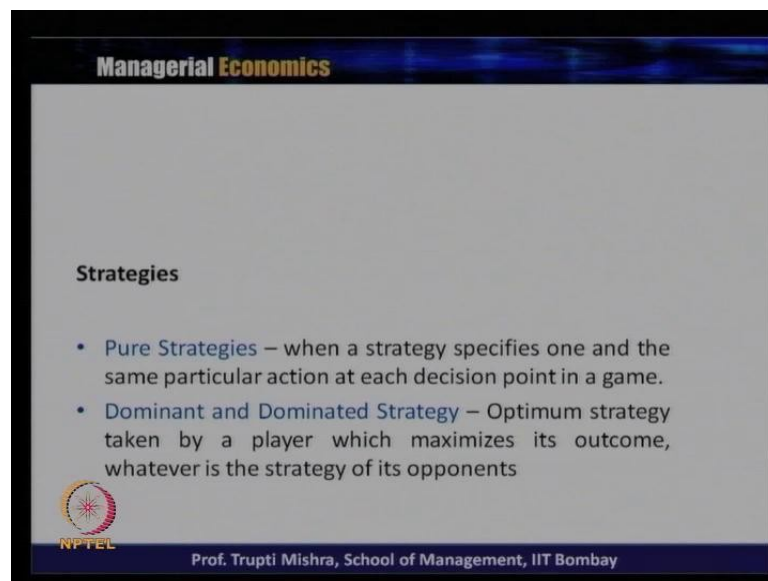 Managerial Economics
Strategies
• Pure Strategies – when a strategy specifies one and the
same particular action at each decision point in a game.
• Dominant and Dominated Strategy – Optimum strategy
taken by a player which maximizes its outcome,
whatever is the strategy of its opponents
NPTEL
Prof. Trupti Mishra, School of Management, IIT Bombay